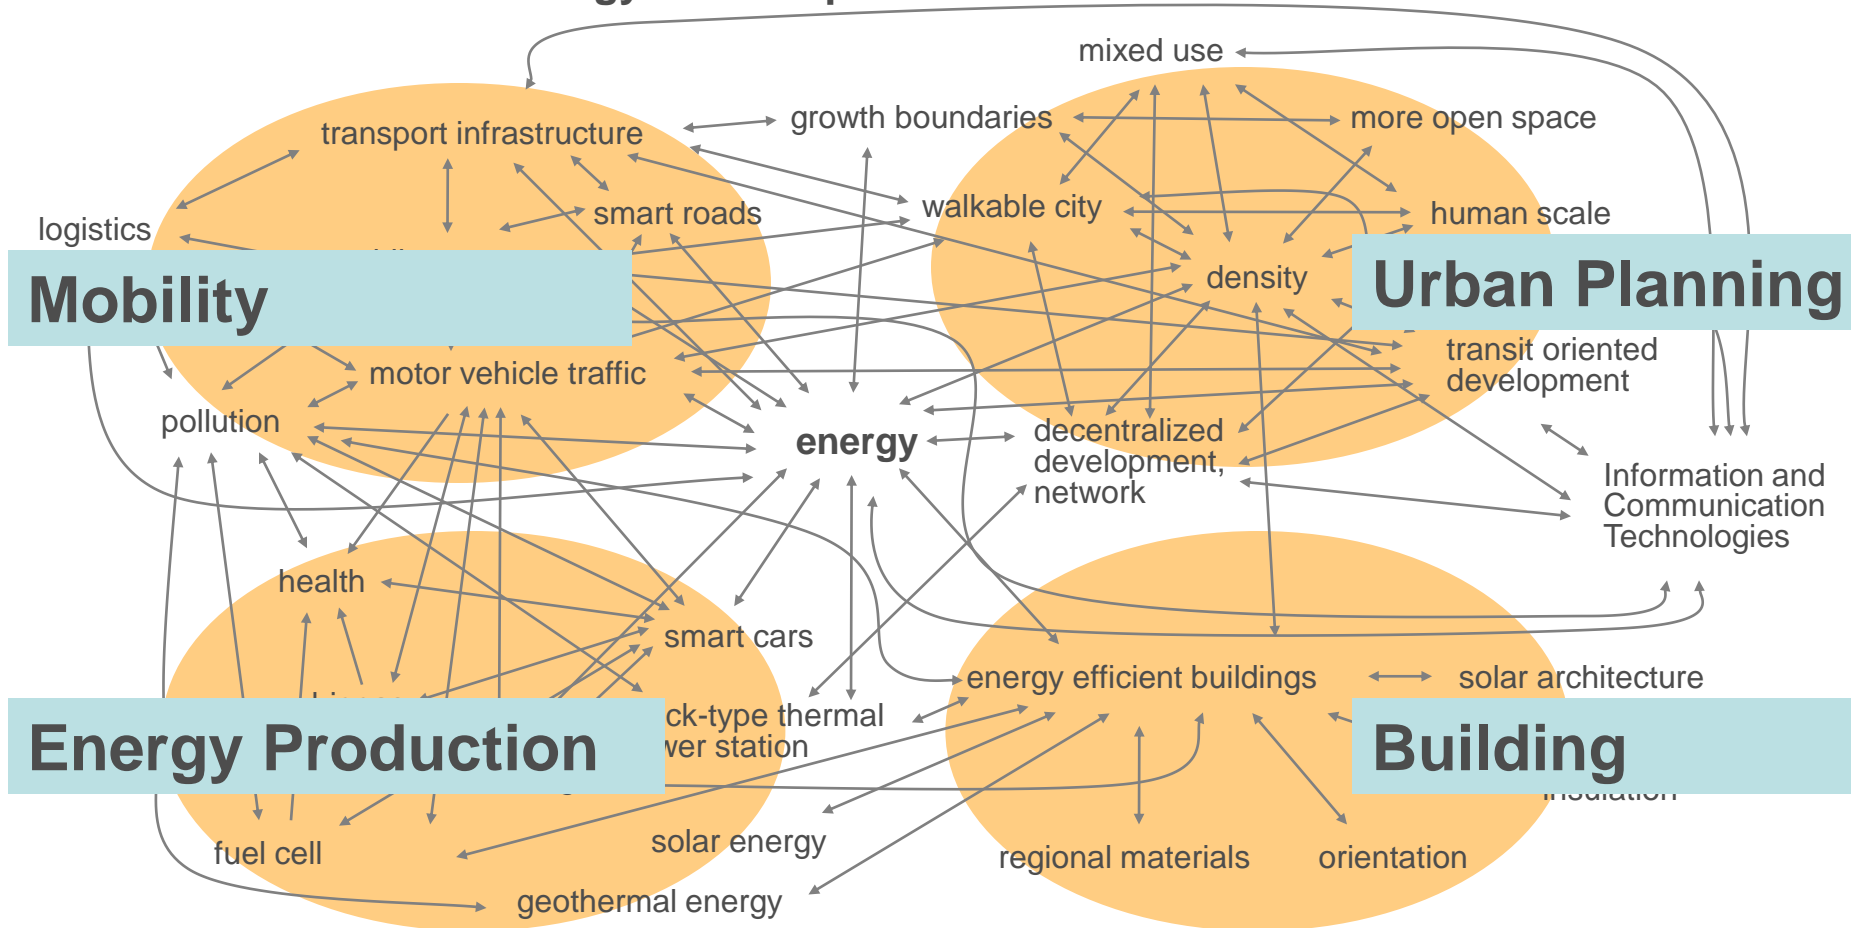 mixed use
transport infrastructure
growth boundaries
more open space
logistics
smart roads
walkable city
human scale
density
Mobility
Urban Planning
motor vehicle traffic
transit oriented
development
pollution
energy
decentralized
development,
network
Information and
Communication
Technologies
health
smart cars
energy efficient buildings
solar architecture
thermal
station
Energy Production
Building
insulation
fuel cell
solar energy
regional materials
orientation
geothermal energy